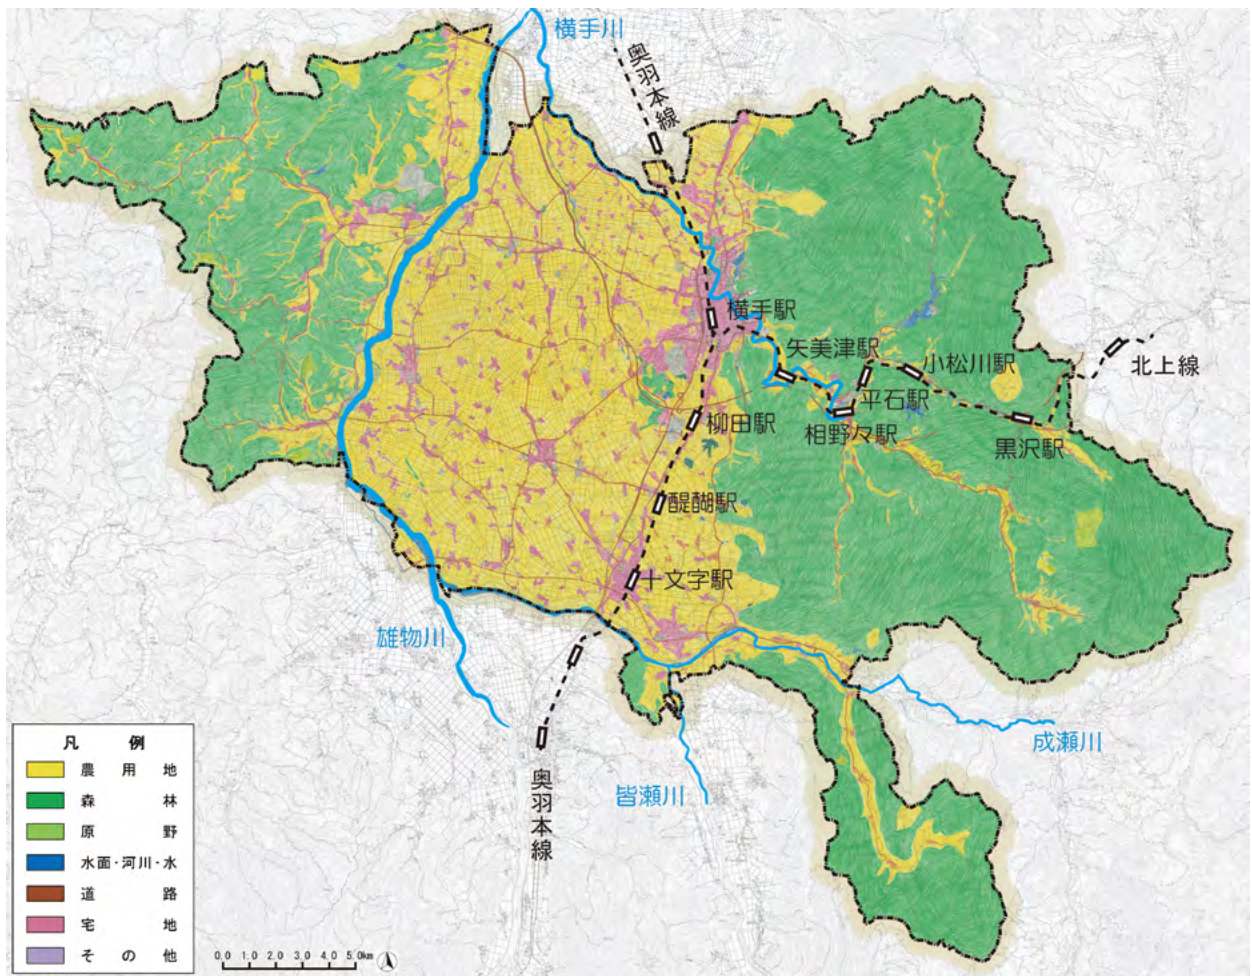 横手川
奥羽本線
横手駅
矢美津駅
小松川駅
北上線
平石駅
相野々駅
黒沢駅
柳田駅
醍醐駅
十文字駅
雄物川
成瀬川
皆瀬川
奥羽本線
凡 例
農用地
森林
原野
水面・河川・水
道路
宅地
その他
0.0 1.0 2.0 3.0 4.0 5.0km